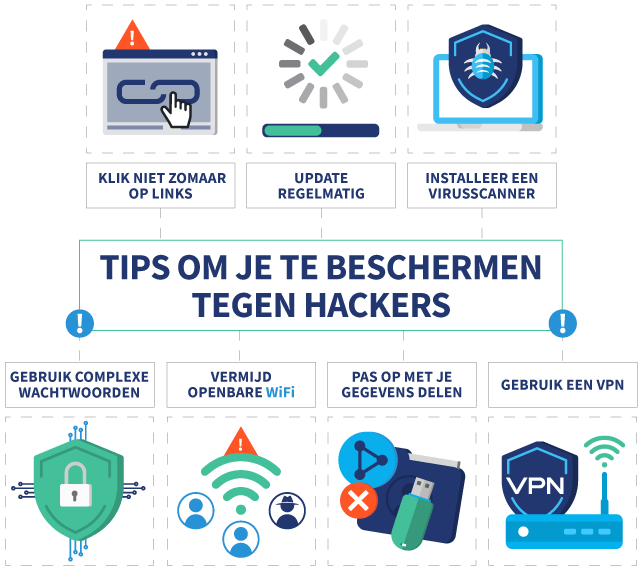 KLIK NIET ZOMAAR
OP LINKS
UPDATE
REGELMATIG
INSTALLEER EEN
VIRUSSCANNER
TIPS OM JE TE BESCHERMEN
TEGEN HACKERS
GEBRUIK COMPLEXE
WACHTWOORDEN
VERMIJD
OPENBARE WiFi
PAS OP MET JE
GEGEVENS DELEN
GEBRUIK EEN VPN
VPN